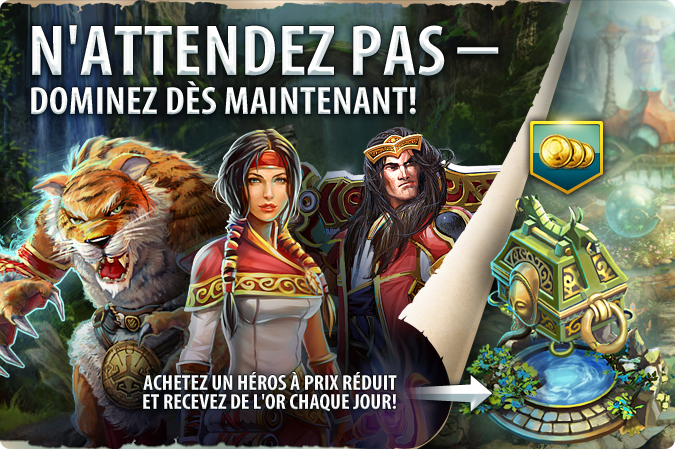 N'ATTENDEZ PAS —
DOMINEZ DÈS MAINTENANT!
ACHETEZ UN HÉROS À PRIX RÉDUIT
ET RECEVEZ DE L'OR CHAQUE JOUR!